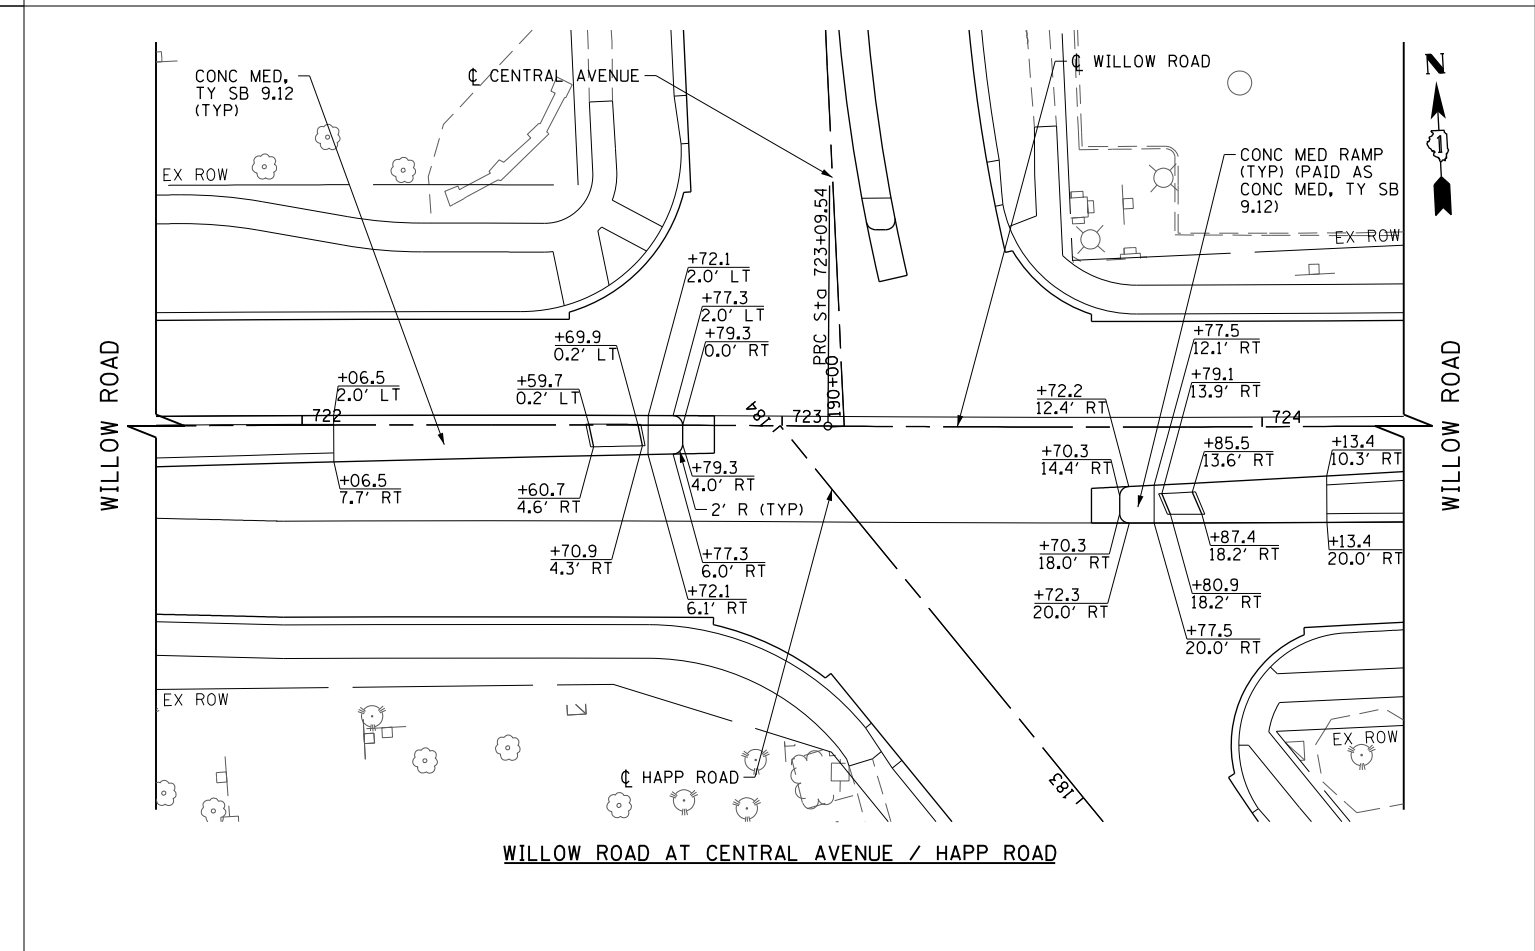 CONC MED,
TY SB 9.12
(TYP)
℄ CENTRAL AVENUE
℄ WILLOW ROAD
N
1
CONC MED RAMP
(TYP) (PAID AS
CONC MED, TY SB
9.12)
EX ROW
EX ROW
PRC Sta 723+09.54
+72.1
2.0' LT
+77.3
2.0' LT
+79.3
0.0' RT
+69.9
0.2' LT
+59.7
0.2' LT
+06.5
2.0' LT
+77.5
12.1' RT
+79.1
13.9' RT
+72.2
12.4' RT
WILLOW ROAD
722
184
723
190+00
724
WILLOW ROAD
+70.3
14.4' RT
+85.5
13.6' RT
+13.4
10.3' RT
+06.5
7.7' RT
+60.7
4.6' RT
+79.3
4.0' RT
2' R (TYP)
+70.9
4.3' RT
+77.3
6.0' RT
+72.1
6.1' RT
+70.3
18.0' RT
+72.3
20.0' RT
+87.4
18.2' RT
+13.4
20.0' RT
+80.9
18.2' RT
+77.5
20.0' RT
EX ROW
EX ROW
℄ HAPP ROAD
183
WILLOW ROAD AT CENTRAL AVENUE / HAPP ROAD